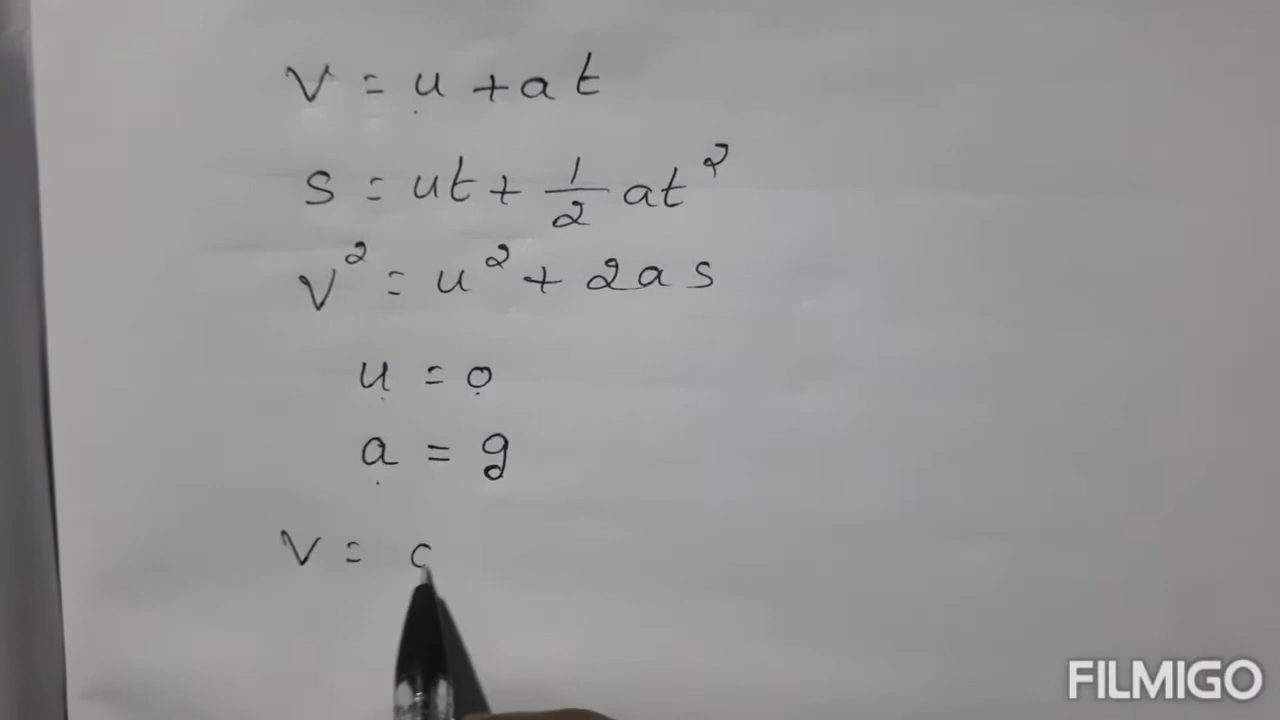 v = u + at
s = ut + 1/2 at²
v² = u² + 2as
u = 0
a = g
v =
FILMIGO